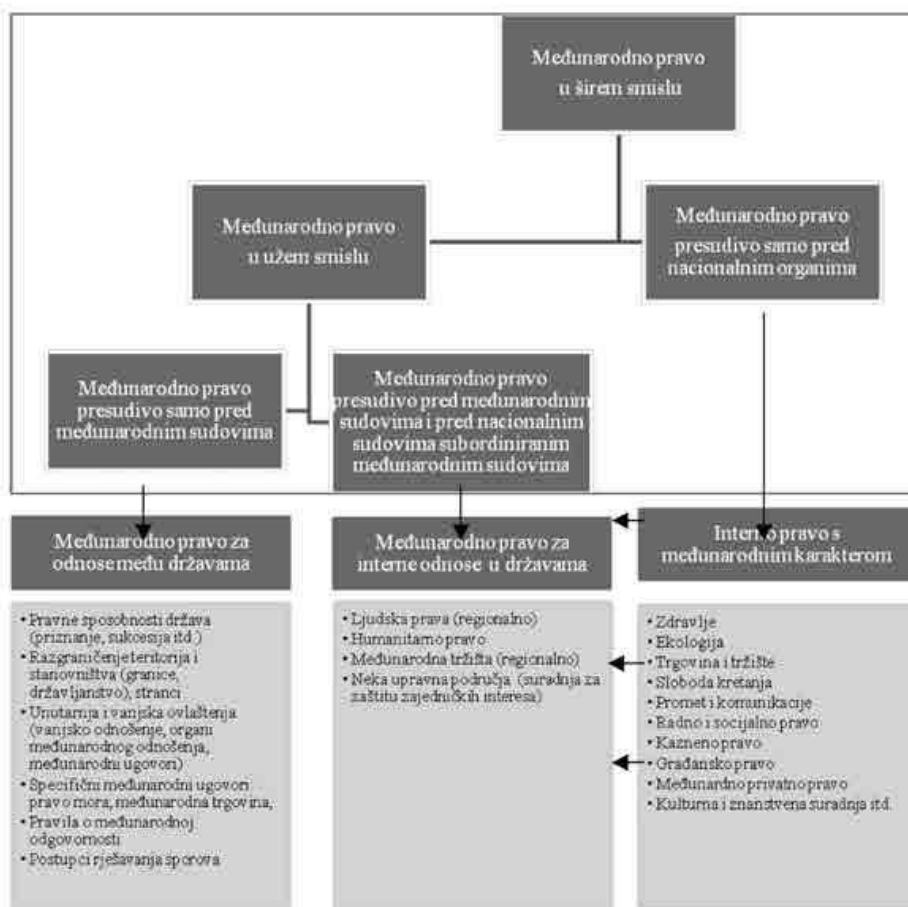 Međunarodno pravo
u širem smislu
Međunarodno pravo
u užem smislu
Međunarodno pravo
presudivo samo pred
nacionalnim organima
Međunarodno pravo
presudivo samo pred
međunarodnim sudovima
Međunarodno pravo
presudivo pred međunarodnim
sudovima i pred nacionalnim
sudovima subordiniranim
međunarodnim sudovima
Međunarodno pravo za
odnose među državama
• Pravne sposobnosti država
(priznanje, sukcesija itd.)
• Razgraničenje teritorija i
stanovništva (granice,
državljanstvo), stranci
• Unutarnja i vanjska ovlaštenja
(vanjsko odnošenje, organi
međunarodnog odnošenja,
međunarodni ugovori)
• Specifični međunarodni ugovori
pravo mora, međunarodna trgovina,
• Pravila o međunarodnoj
odgovornosti
• Postupci rješavanja sporova
Međunarodno pravo za
interne odnose u državama
• Ljudska prava (regionalno)
• Humanitarno pravo
• Međunarodna tržišta (regionalno)
• Neka upravna područja (suradnja za
zaštitu zajedničkih interesa)
Interno pravo s
međunarodnim karakterom
• Zdravlje
• Ekologija
• Trgovina i tržište
• Sloboda kretanja
• Promet i komunikacije
• Radno i socijalno pravo
• Kazneno pravo
• Građansko pravo
• Međunardno privatno pravo
• Kulturna i znanstvena suradnja itd.